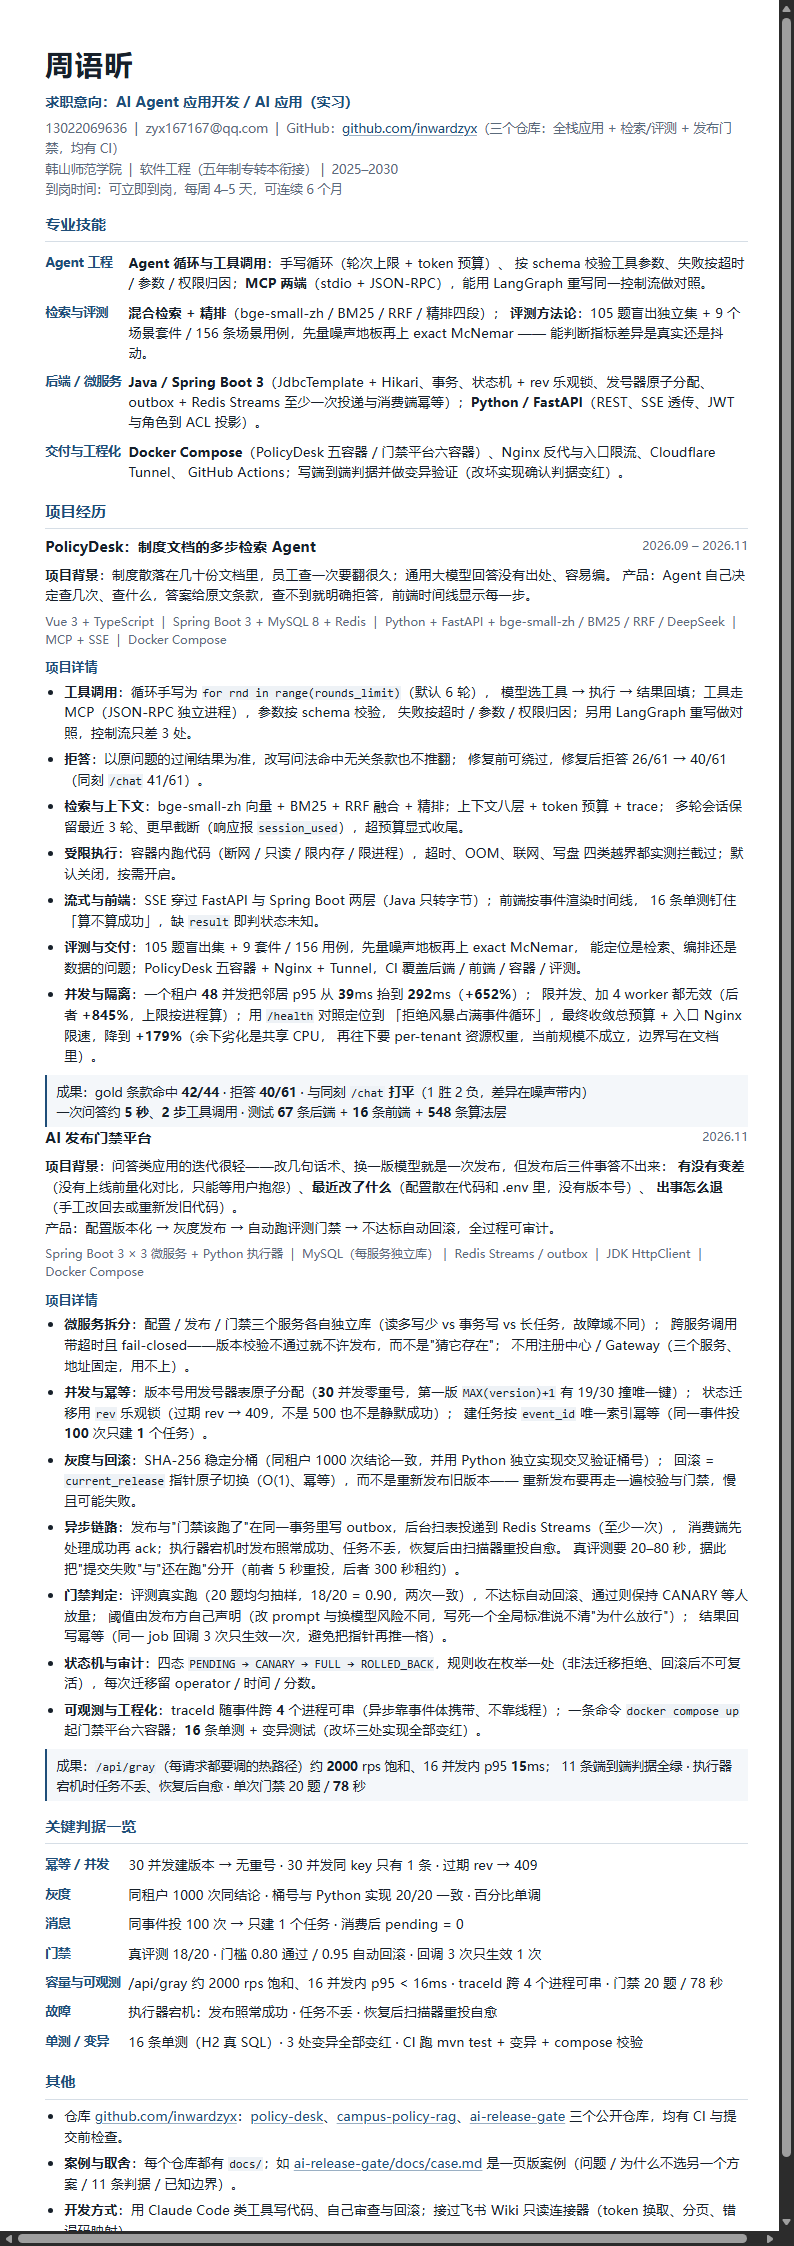 周语昕
求职意向：AI Agent 应用开发 / AI 应用（实习）
13022069636 | zyx167167@qq.com | GitHub：github.com/inwardzyx（三个仓库：全栈应用 + 检索/评测 + 发布门
禁，均有 CI）
韩山师范学院 | 软件工程（五年制专转本衔接） | 2025–2030
到岗时间：可立即到岗，每周 4–5 天，可连续 6 个月
专业技能
Agent 工程 Agent 循环与工具调用：手写循环（轮次上限 + token 预算）、 按 schema 校验工具参数、失败按超时
/ 参数 / 权限归因；MCP 两端（stdio + JSON-RPC），能用 LangGraph 重写同一控制流做对照。
检索与评测 混合检索 + 精排（bge-small-zh / BM25 / RRF / 精排四段）； 评测方法论：105 题盲出独立集 + 9 个
场景套件 / 156 条场景用例，先量噪声地板再上 exact McNemar —— 能判断指标差异是真实还是抖
动。
后端 / 微服务 Java / Spring Boot 3（JdbcTemplate + Hikari、事务、状态机 + rev 乐观锁、发号器原子分配、
outbox + Redis Streams 至少一次投递与消费端幂等）；Python / FastAPI（REST、SSE 透传、JWT
与角色到 ACL 投影）。
交付与工程化 Docker Compose（PolicyDesk 五容器 / 门禁平台六容器）、Nginx 反代与入口限流、Cloudflare
Tunnel、 GitHub Actions；写端到端判据并做变异验证（改坏实现确认判据变红）。
项目经历
PolicyDesk：制度文档的多步检索 Agent 2026.09 – 2026.11
项目背景：制度散落在几十份文档里，员工查一次要翻很久；通用大模型回答没有出处、容易编。 产品：Agent 自己决
定查几次、查什么，答案给原文条款，查不到就明确拒答，前端时间线显示每一步。
Vue 3 + TypeScript | Spring Boot 3 + MySQL 8 + Redis | Python + FastAPI + bge-small-zh / BM25 / RRF / DeepSeek |
MCP + SSE | Docker Compose
项目详情
• 工具调用：循环手写为 for rnd in range(rounds_limit)（默认 6 轮）， 模型选工具 → 执行 → 结果回填；工具走
MCP（JSON-RPC 独立进程），参数按 schema 校验， 失败按超时 / 参数 / 权限归因；另用 LangGraph 重写做对
照，控制流只差 3 处。
• 拒答：以原问题的过闸结果为准，改写问法命中无关条款也不推翻； 修复前可绕过，修复后拒答 26/61 → 40/61
（同刻 /chat 41/61）。
• 检索与上下文：bge-small-zh 向量 + BM25 + RRF 融合 + 精排；上下文八层 + token 预算 + trace； 多轮会话保
留最近 3 轮、更早截断（响应报 session_used），超预算显式收尾。
• 受限执行：容器内跑代码（断网 / 只读 / 限内存 / 限进程），超时、OOM、联网、写盘 四类越界都实测拦截过；默
认关闭，按需开启。
• 流式与前端：SSE 穿过 FastAPI 与 Spring Boot 两层（Java 只转字节）；前端按事件渲染时间线， 16 条单测钉住
「算不算成功」，缺 result 即判状态未知。
• 评测与交付：105 题盲出集 + 9 套件 / 156 用例，先量噪声地板再上 exact McNemar， 能定位是检索、编排还是
数据的问题；PolicyDesk 五容器 + Nginx + Tunnel，CI 覆盖后端 / 前端 / 容器 / 评测。
• 并发与隔离：一个租户 48 并发把邻居 p95 从 39ms 抬到 292ms（+652%）； 限并发、加 4 worker 都无效（后
者 +845%，上限按进程算）；用 /health 对照定位到 「拒绝风暴占满事件循环」，最终收敛总预算 + 入口 Nginx
限速，降到 +179%（余下劣化是共享 CPU， 再往下要 per-tenant 资源权重，当前规模不成立，边界写在文档
里）。
成果：gold 条款命中 42/44 · 拒答 40/61 · 与同刻 /chat 打平（1 胜 2 负，差异在噪声带内）
一次问答约 5 秒、2 步工具调用 · 测试 67 条后端 + 16 条前端 + 548 条算法层
AI 发布门禁平台 2026.11
项目背景：问答类应用的迭代很轻——改几句话术、换一版模型就是一次发布，但发布后三件事答不出来： 有没有变差
（没有上线前量化对比，只能等用户抱怨）、最近改了什么（配置散在代码和 .env 里，没有版本号）、 出事怎么退
（手工改回去或重新发旧代码）。
产品：配置版本化 → 灰度发布 → 自动跑评测门禁 → 不达标自动回滚，全过程可审计。
Spring Boot 3 × 3 微服务 + Python 执行器 | MySQL（每服务独立库） | Redis Streams / outbox | JDK HttpClient |
Docker Compose
项目详情
• 微服务拆分：配置 / 发布 / 门禁三个服务各自独立库（读多写少 vs 事务写 vs 长任务，故障域不同）； 跨服务调用
带超时且 fail-closed——版本校验不通过就不许发布，而不是"猜它存在"； 不用注册中心 / Gateway（三个服务、
地址固定，用不上）。
• 并发与幂等：版本号用发号器表原子分配（30 并发零重号，第一版 MAX(version)+1 有 19/30 撞唯一键）； 状态迁
移用 rev 乐观锁（过期 rev → 409，不是 500 也不是静默成功）； 建任务按 event_id 唯一索引幂等（同一事件投
100 次只建 1 个任务）。
• 灰度与回滚：SHA-256 稳定分桶（同租户 1000 次结论一致，并用 Python 独立实现交叉验证桶号）； 回滚 =
current_release 指针原子切换（O(1)、幂等），而不是重新发布旧版本—— 重新发布要再走一遍校验与门禁，慢
且可能失败。
• 异步链路：发布与"门禁该跑了"在同一事务里写 outbox，后台扫表投递到 Redis Streams（至少一次）， 消费端先
处理成功再 ack；执行器宕机时发布照常成功、任务不丢，恢复后由扫描器重投自愈。 真评测要 20–80 秒，据此
把"提交失败"与"还在跑"分开（前者 5 秒重投，后者 300 秒租约）。
• 门禁判定：评测真实跑（20 题均匀抽样，18/20 = 0.90，两次一致），不达标自动回滚、通过则保持 CANARY 等人
放量； 阈值由发布方自己声明（改 prompt 与换模型风险不同，写死一个全局标准说不清"为什么放行"）； 结果回
写幂等（同一 job 回调 3 次只生效一次，避免把指针再推一格）。
• 状态机与审计：四态 PENDING → CANARY → FULL → ROLLED_BACK，规则收在枚举一处（非法迁移拒绝、回滚后不可复
活），每次迁移留 operator / 时间 / 分数。
• 可观测与工程化：traceId 随事件跨 4 个进程可串（异步靠事件体携带、不靠线程）；一条命令 docker compose up
起门禁平台六容器；16 条单测 + 变异测试（改坏三处实现全部变红）。
成果：/api/gray（每请求都要调的热路径）约 2000 rps 饱和、16 并发内 p95 15ms； 11 条端到端判据全绿 · 执行器
宕机时任务不丢、恢复后自愈 · 单次门禁 20 题 / 78 秒
关键判据一览
幂等 / 并发 30 并发建版本 → 无重号 · 30 并发同 key 只有 1 条 · 过期 rev → 409
灰度 同租户 1000 次同结论 · 桶号与 Python 实现 20/20 一致 · 百分比单调
消息 同事件投 100 次 → 只建 1 个任务 · 消费后 pending = 0
门禁 真评测 18/20 · 门槛 0.80 通过 / 0.95 自动回滚 · 回调 3 次只生效 1 次
容量与可观测 /api/gray 约 2000 rps 饱和、16 并发内 p95 < 16ms · traceId 跨 4 个进程可串 · 门禁 20 题 / 78 秒
故障 执行器宕机：发布照常成功 · 任务不丢 · 恢复后扫描器重投自愈
单测 / 变异 16 条单测（H2 真 SQL）· 3 处变异全部变红 · CI 跑 mvn test + 变异 + compose 校验
其他
• 仓库 github.com/inwardzyx：policy-desk、campus-policy-rag、ai-release-gate 三个公开仓库，均有 CI 与提
交前检查。
• 案例与取舍：每个仓库都有 docs/；如 ai-release-gate/docs/case.md 是一页版案例（问题 / 为什么不选另一个方
案 / 11 条判据 / 已知边界）。
• 开发方式：用 Claude Code 类工具写代码、自己审查与回滚；接过飞书 Wiki 只读连接器（token 换取、分页、错
误码映射）